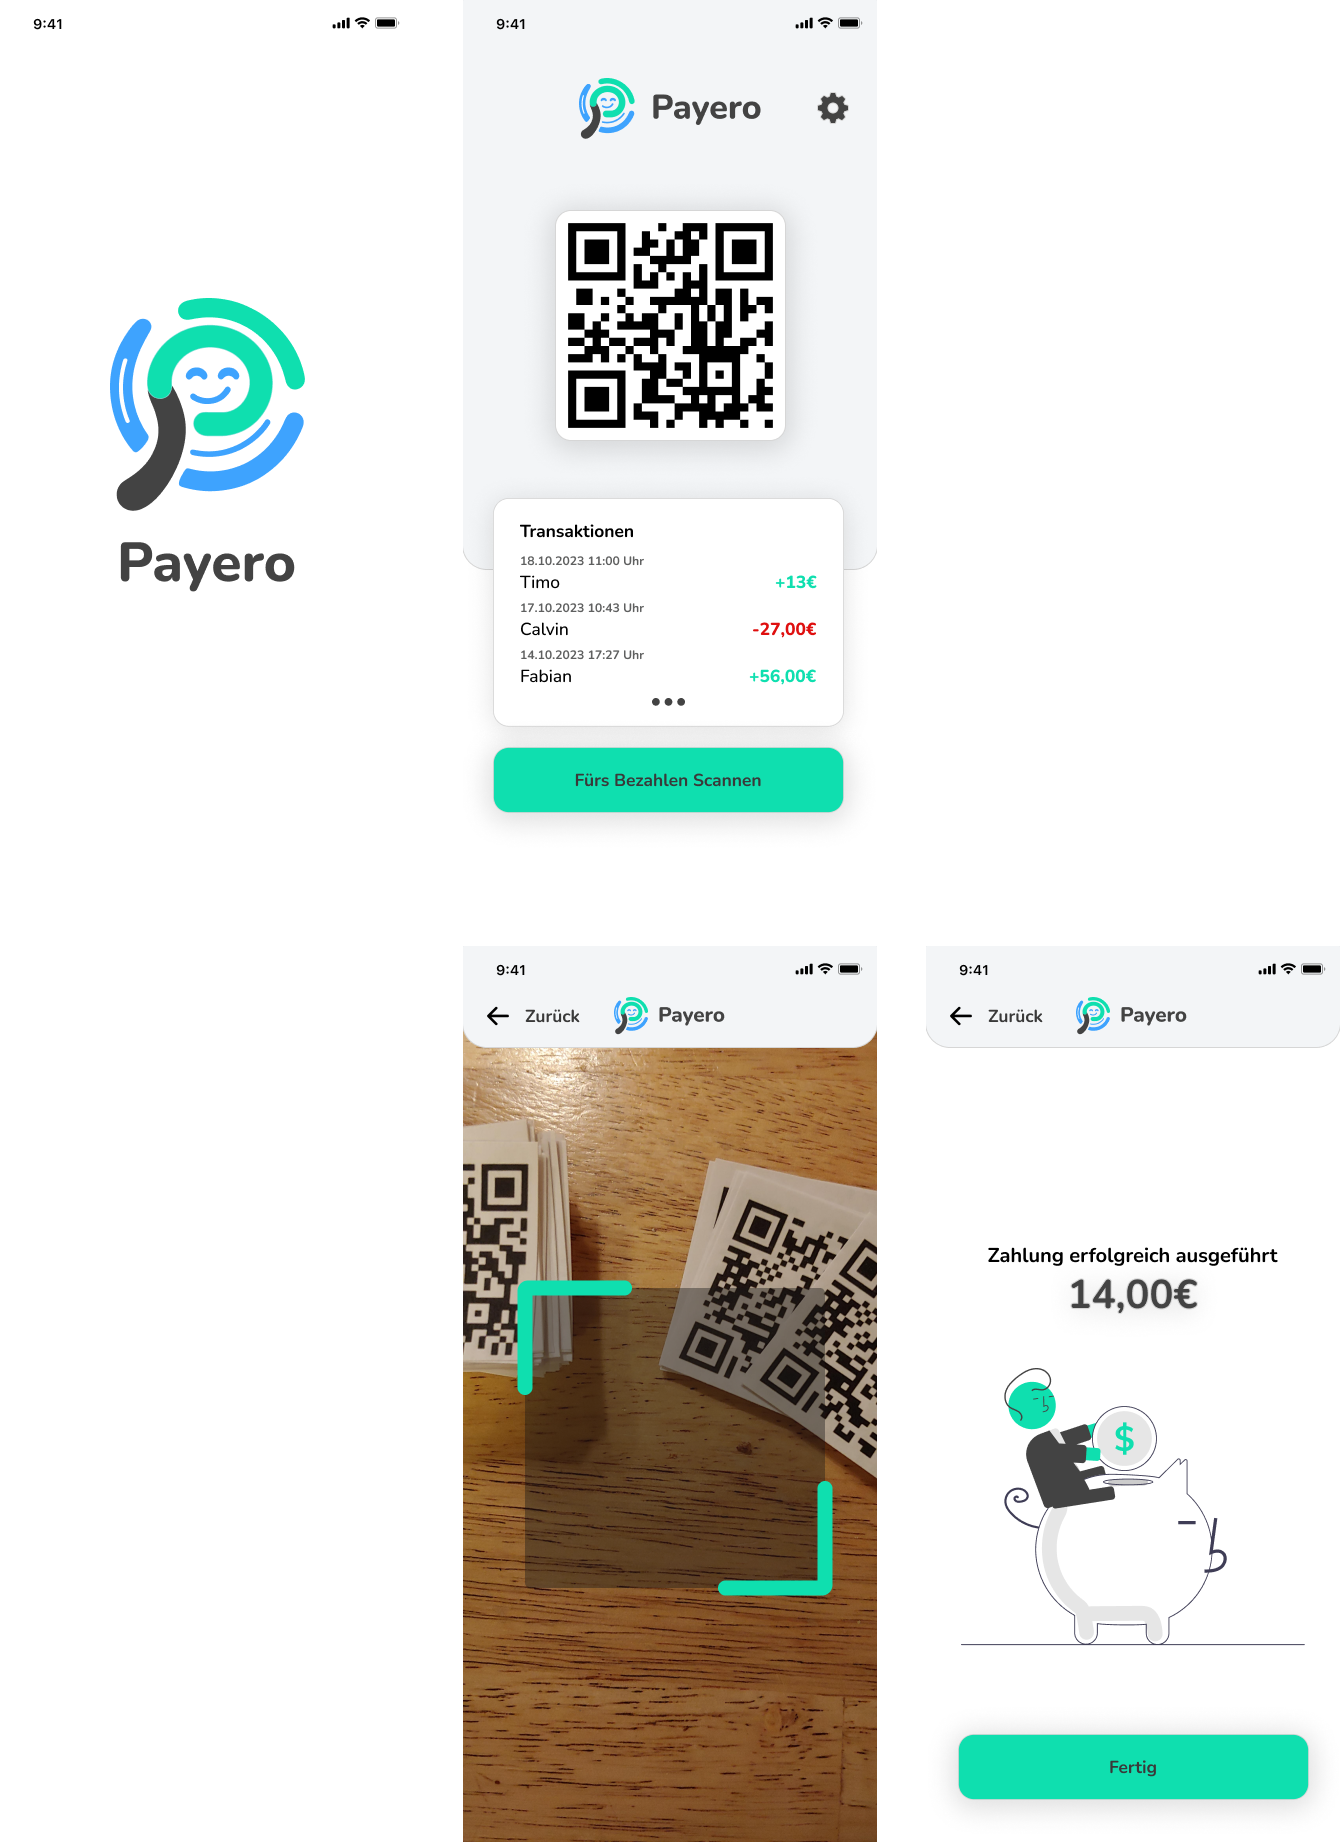 9:41
Payero
9:41
Payero
Transaktionen
18.10.2023 11:00 Uhr
Timo +13€
17.10.2023 10:43 Uhr
Calvin -27,00€
14.10.2023 17:27 Uhr
Fabian +56,00€
Fürs Bezahlen Scannen
9:41
Zurück Payero
9:41
Zurück Payero
Zahlung erfolgreich ausgeführt
14,00€
$
Fertig